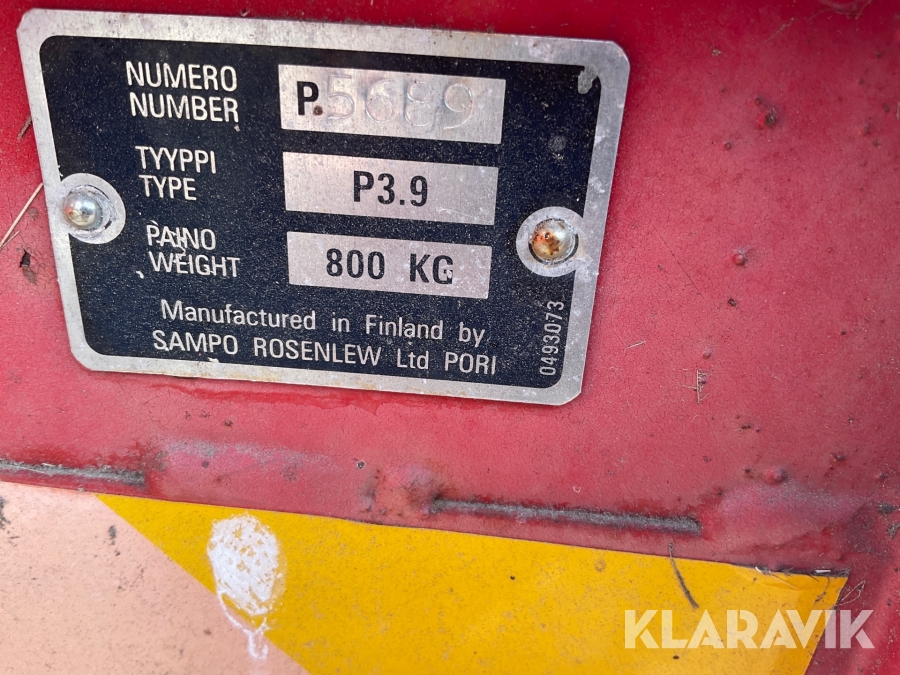 NUMERO
NUMBER
P.5689
TYYPPI
TYPE
P3.9
PAINO
WEIGHT
800 KG
Manufactured in Finland by
SAMPO ROSENLEW Ltd PORI
0493073
KLARAVIK